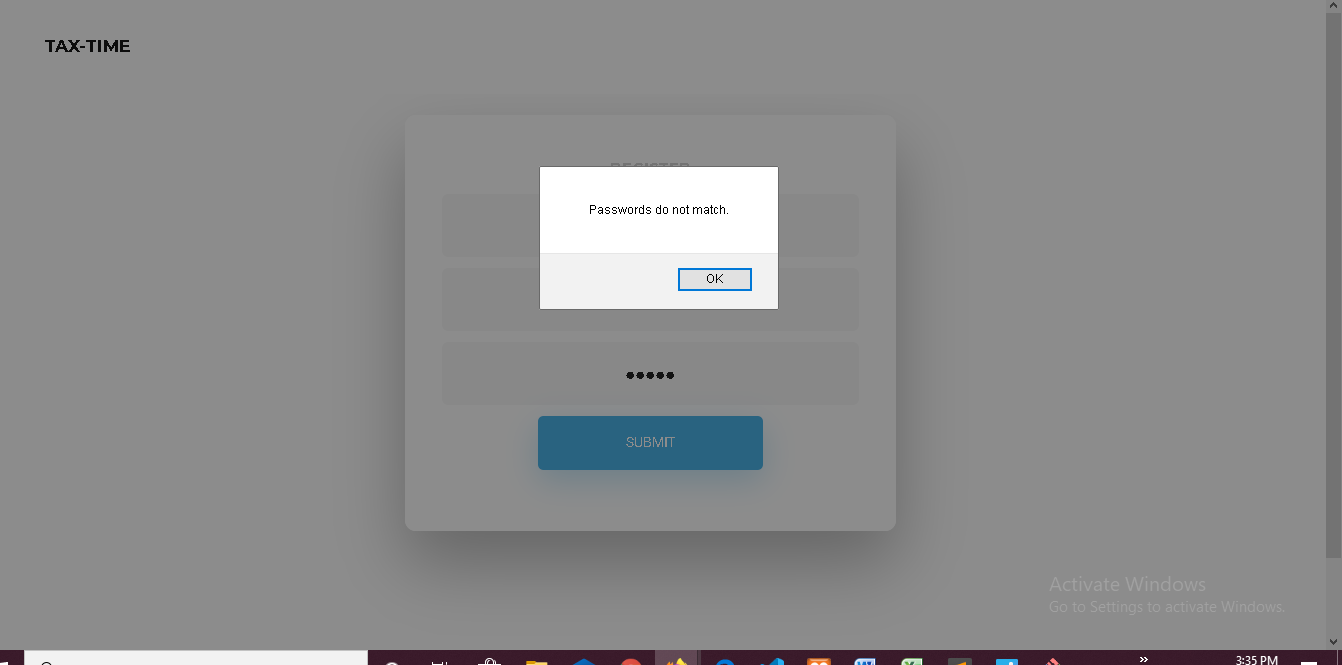 TAX-TIME
REGISTER
Passwords do not match.
OK
●●●●●
SUBMIT
Activate Windows
Go to Settings to activate Windows.
3:35 PM